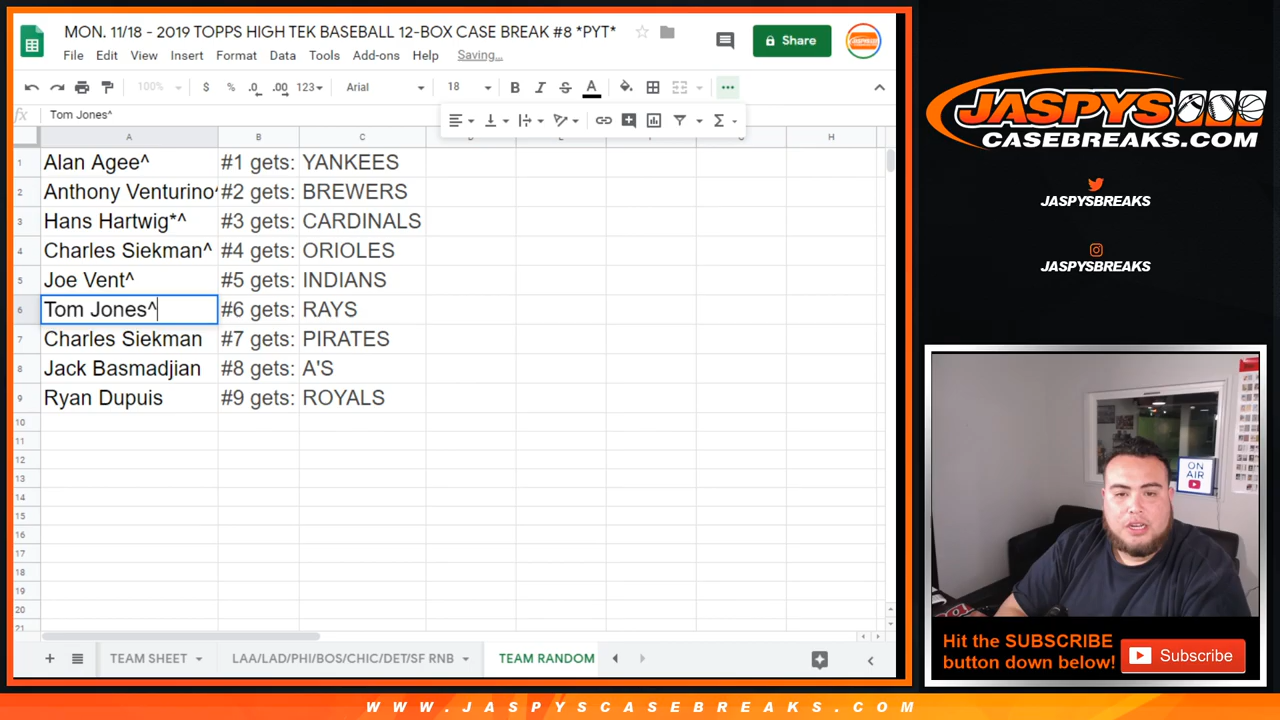 MON. 11/18 - 2019 TOPPS HIGH TEK BASEBALL 12-BOX CASE BREAK #8 *PYT*
File Edit View Insert Format Data Tools Add-ons Help Saving...
Share
100% $ % .0 .00 123 Arial 18 B I S A
fx Tom Jones^
A B C D E F G H
1 Alan Agee^ #1 gets: YANKEES
2 Anthony Venturino^ #2 gets: BREWERS
3 Hans Hartwig*^ #3 gets: CARDINALS
4 Charles Siekman^ #4 gets: ORIOLES
5 Joe Vent^ #5 gets: INDIANS
6 Tom Jones^ #6 gets: RAYS
7 Charles Siekman #7 gets: PIRATES
8 Jack Basmadjian #8 gets: A'S
9 Ryan Dupuis #9 gets: ROYALS
10
11
12
13
14
15
16
17
18
19
20
21
TEAM SHEET LAA/LAD/PHI/BOS/CHIC/DET/SF RNB TEAM RANDOM
JASPYS
CASEBREAKS.COM
JASPYSBREAKS
JASPYSBREAKS
ON
AIR
Hit the SUBSCRIBE
button down below!
Subscribe
WWW.JASPYSCASEBREAKS.COM